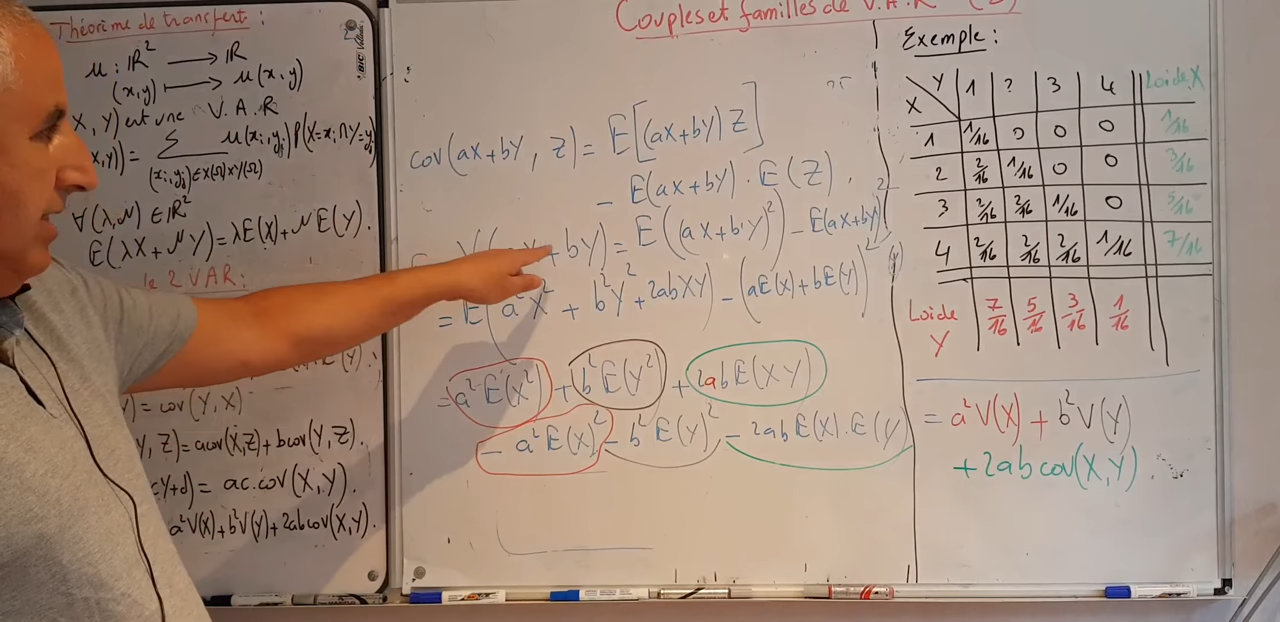 Théorème de transfert :
u : ℝ² → ℝ
(x,y) ↦ u(x,y)
X, Y) est une V.A.R
X,Y)) = Σ u(xi,yj) P(X=xi ∩ Y=yj)
(xi,yj) ∈ X(Ω)×Y(Ω)
∀(λ,μ) ∈ ℝ²
E(λX + μY) = λE(X) + μE(Y).
le 2 VAR :
E(Y).
) = cov(Y,X)
Y, Z) = acov(X,Z) + bcov(Y,Z).
cY+d) = ac.cov(X,Y).
a²V(X) + b²V(Y) + 2abcov(X,Y).
Couples et familles de V.A.R (2)
cov(aX+bY, Z) = E[(aX+bY)Z]
- E(aX+bY) . E(Z).
V(aX+bY) = E((aX+bY)²) - E(aX+bY)²
= E(a²X² + b²Y² + 2abXY) - (aE(X) + bE(Y))²
= a²E(X²) + b²E(Y²) + 2abE(XY)
- a²E(X)² - b²E(Y)² - 2abE(X).E(Y)
Exemple :
Y 1 2 3 4 Loi de X
X
1 1/16 0 0 0 1/16
2 2/16 1/16 0 0 3/16
3 2/16 2/16 1/16 0 5/16
4 2/16 2/16 2/16 1/16 7/16
Loi de Y 7/16 5/16 3/16 1/16
= a²V(X) + b²V(Y)
+ 2abcov(X,Y).